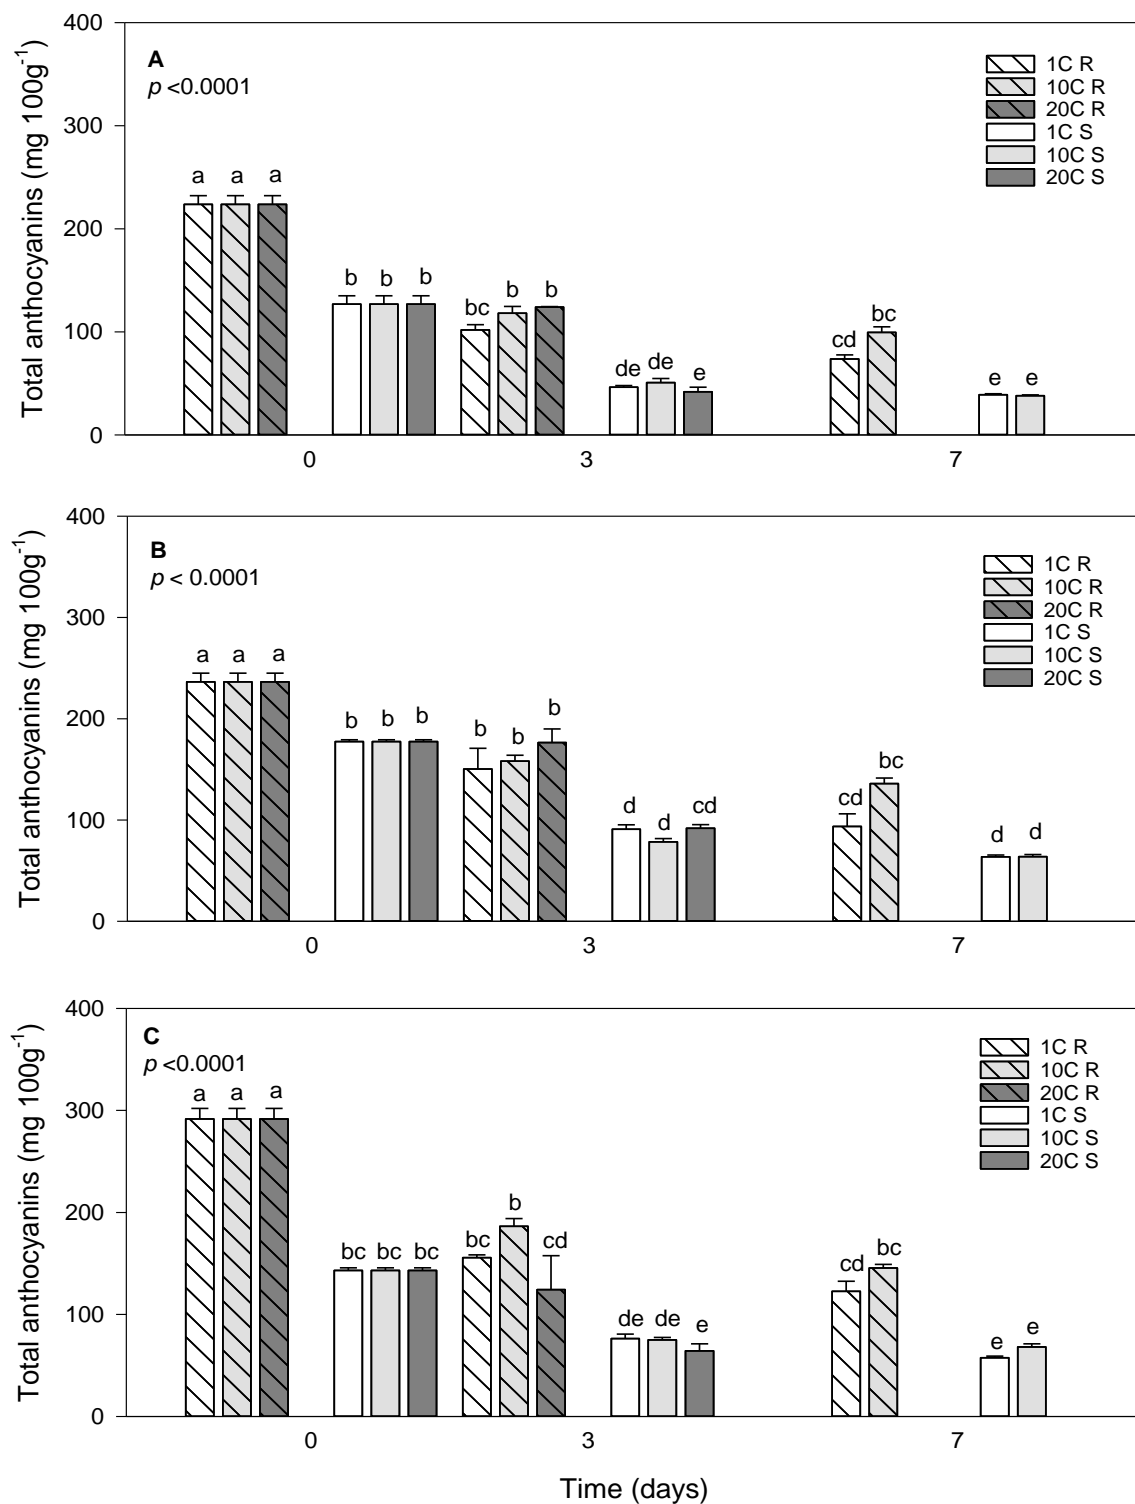 400
300
200
100
0
Total anthocyanins (mg 100g-1)
A
p <0.0001
1C R
10C R
20C R
1C S
10C S
20C S
a a a
b b b
bc b b
de de e
cd bc
e e
0 3 7
400
300
200
100
0
Total anthocyanins (mg 100g-1)
B
p < 0.0001
1C R
10C R
20C R
1C S
10C S
20C S
a a a
b b b
b b b
d d cd
cd bc
d d
0 3 7
400
300
200
100
0
Total anthocyanins (mg 100g-1)
C
p <0.0001
1C R
10C R
20C R
1C S
10C S
20C S
a a a
bc bc bc
bc b cd
de de e
cd bc
e e
0 3 7
Time (days)